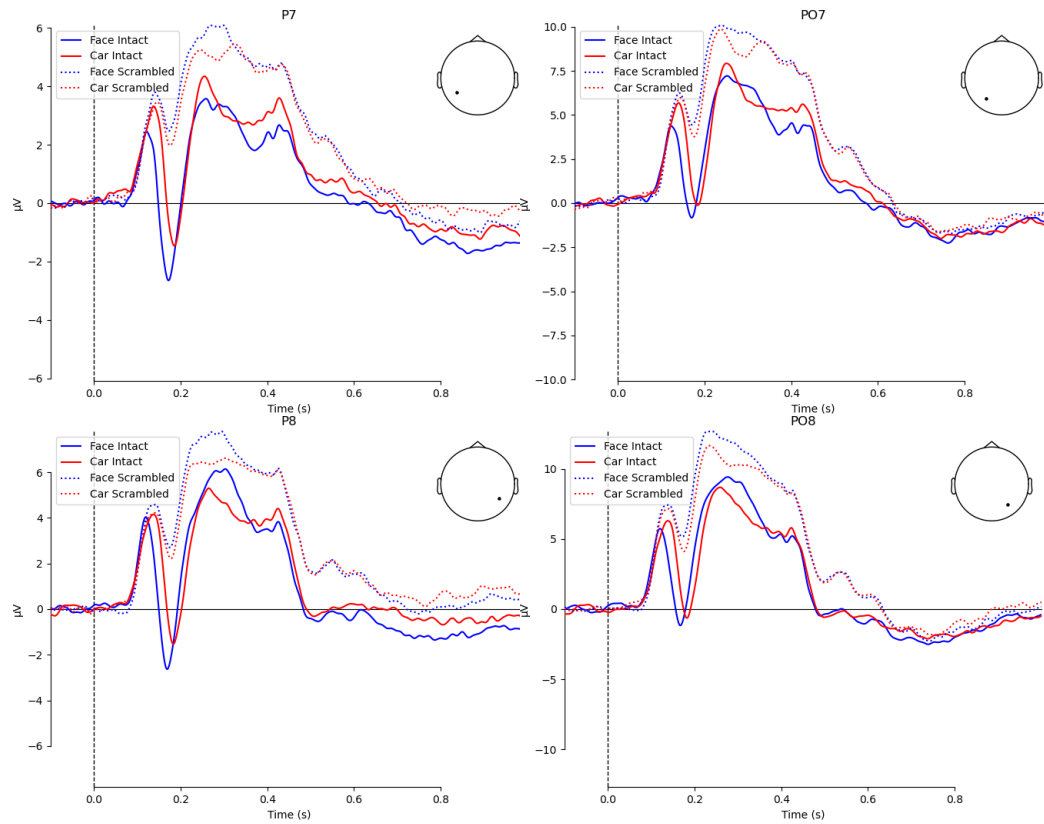 P7
6
4
2
0
−2
−4
−6
µV
Face Intact
Car Intact
Face Scrambled
Car Scrambled
0.0 0.2 0.4 0.6 0.8
Time (s)
PO7
10.0
7.5
5.0
2.5
0.0
−2.5
−5.0
−7.5
−10.0
µV
Face Intact
Car Intact
Face Scrambled
Car Scrambled
0.0 0.2 0.4 0.6 0.8
Time (s)
P8
6
4
2
0
−2
−4
−6
µV
Face Intact
Car Intact
Face Scrambled
Car Scrambled
0.0 0.2 0.4 0.6 0.8
Time (s)
PO8
10
5
0
−5
−10
µV
Face Intact
Car Intact
Face Scrambled
Car Scrambled
0.0 0.2 0.4 0.6 0.8
Time (s)